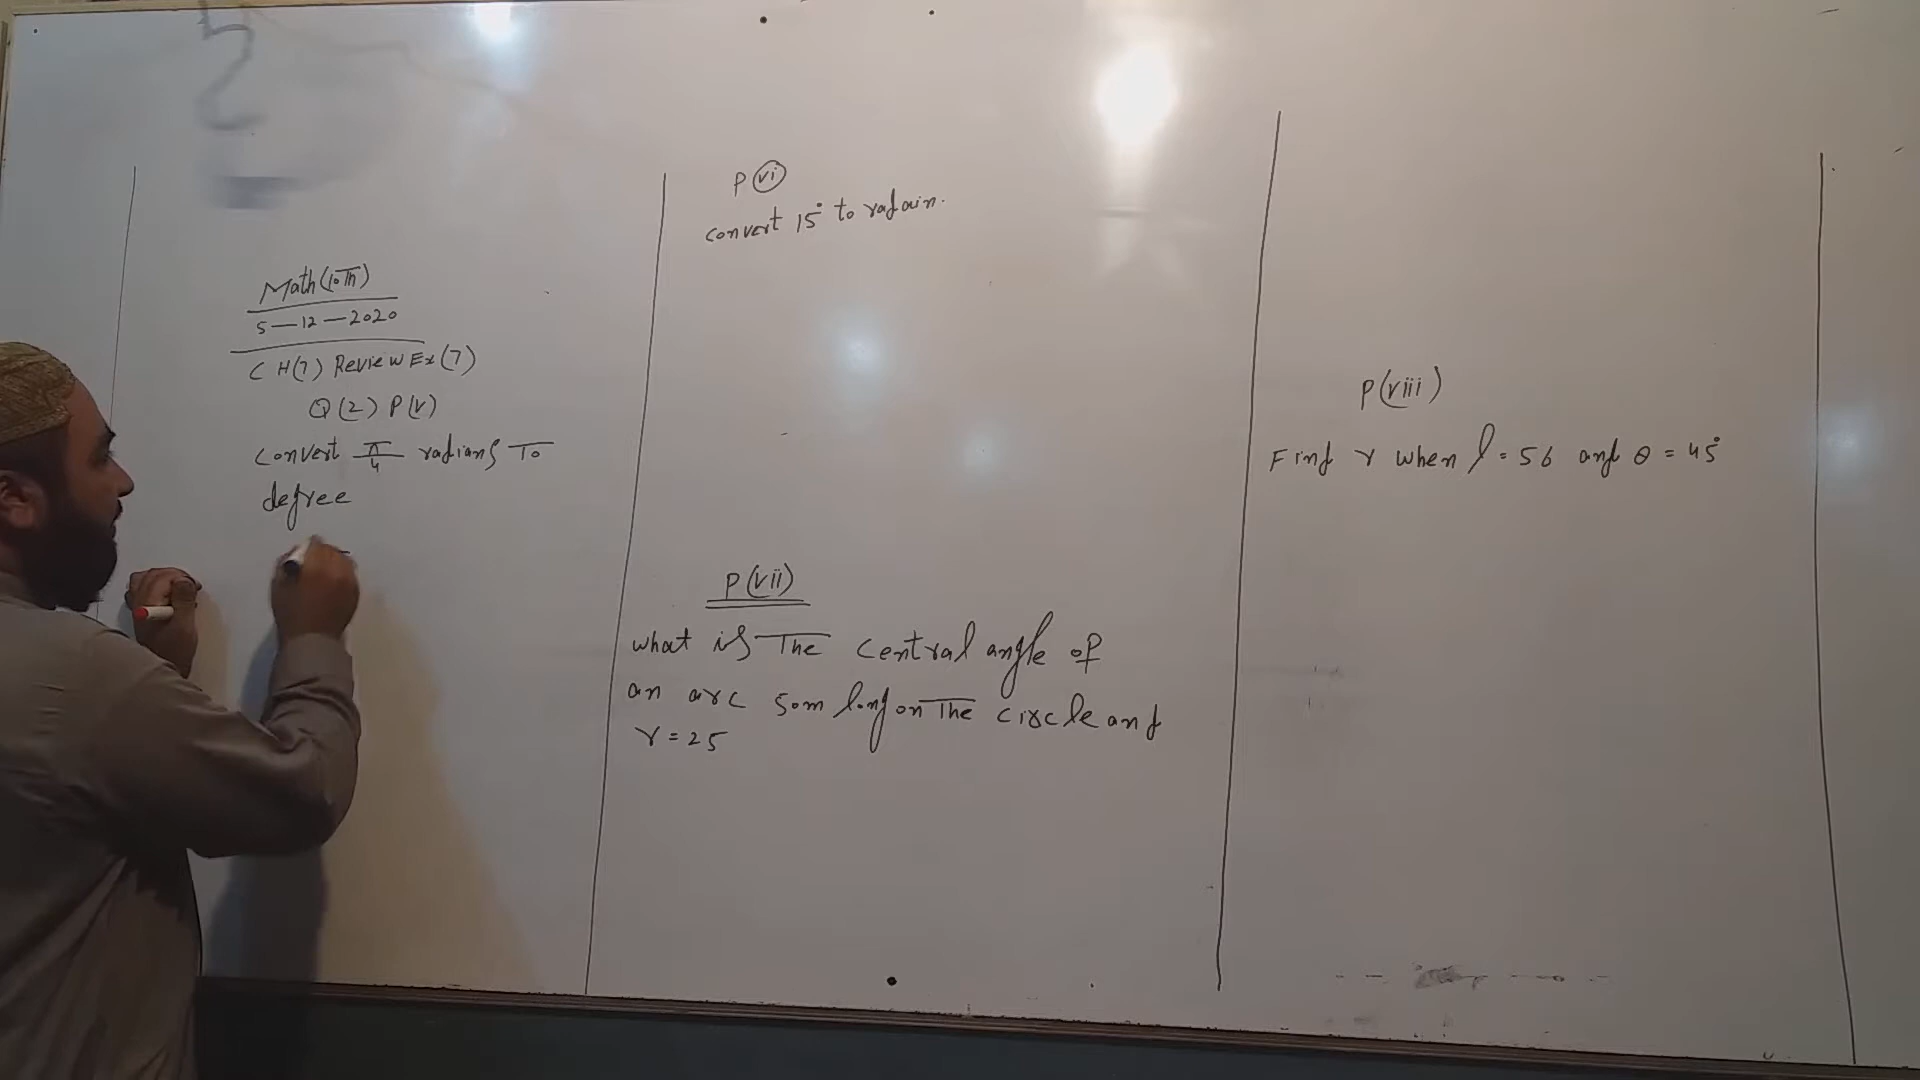 Math(10Th)
5-12-2020
CH(7) Review Ex(7)
Q(2) P(v)
Convert π/4 radians To
degree
P(vi)
Convert 15° to radain.
P(vii)
What is The central angle of
an arc 50m long on The circle and
r=25
P(viii)
Find r when l=56 and θ=45°